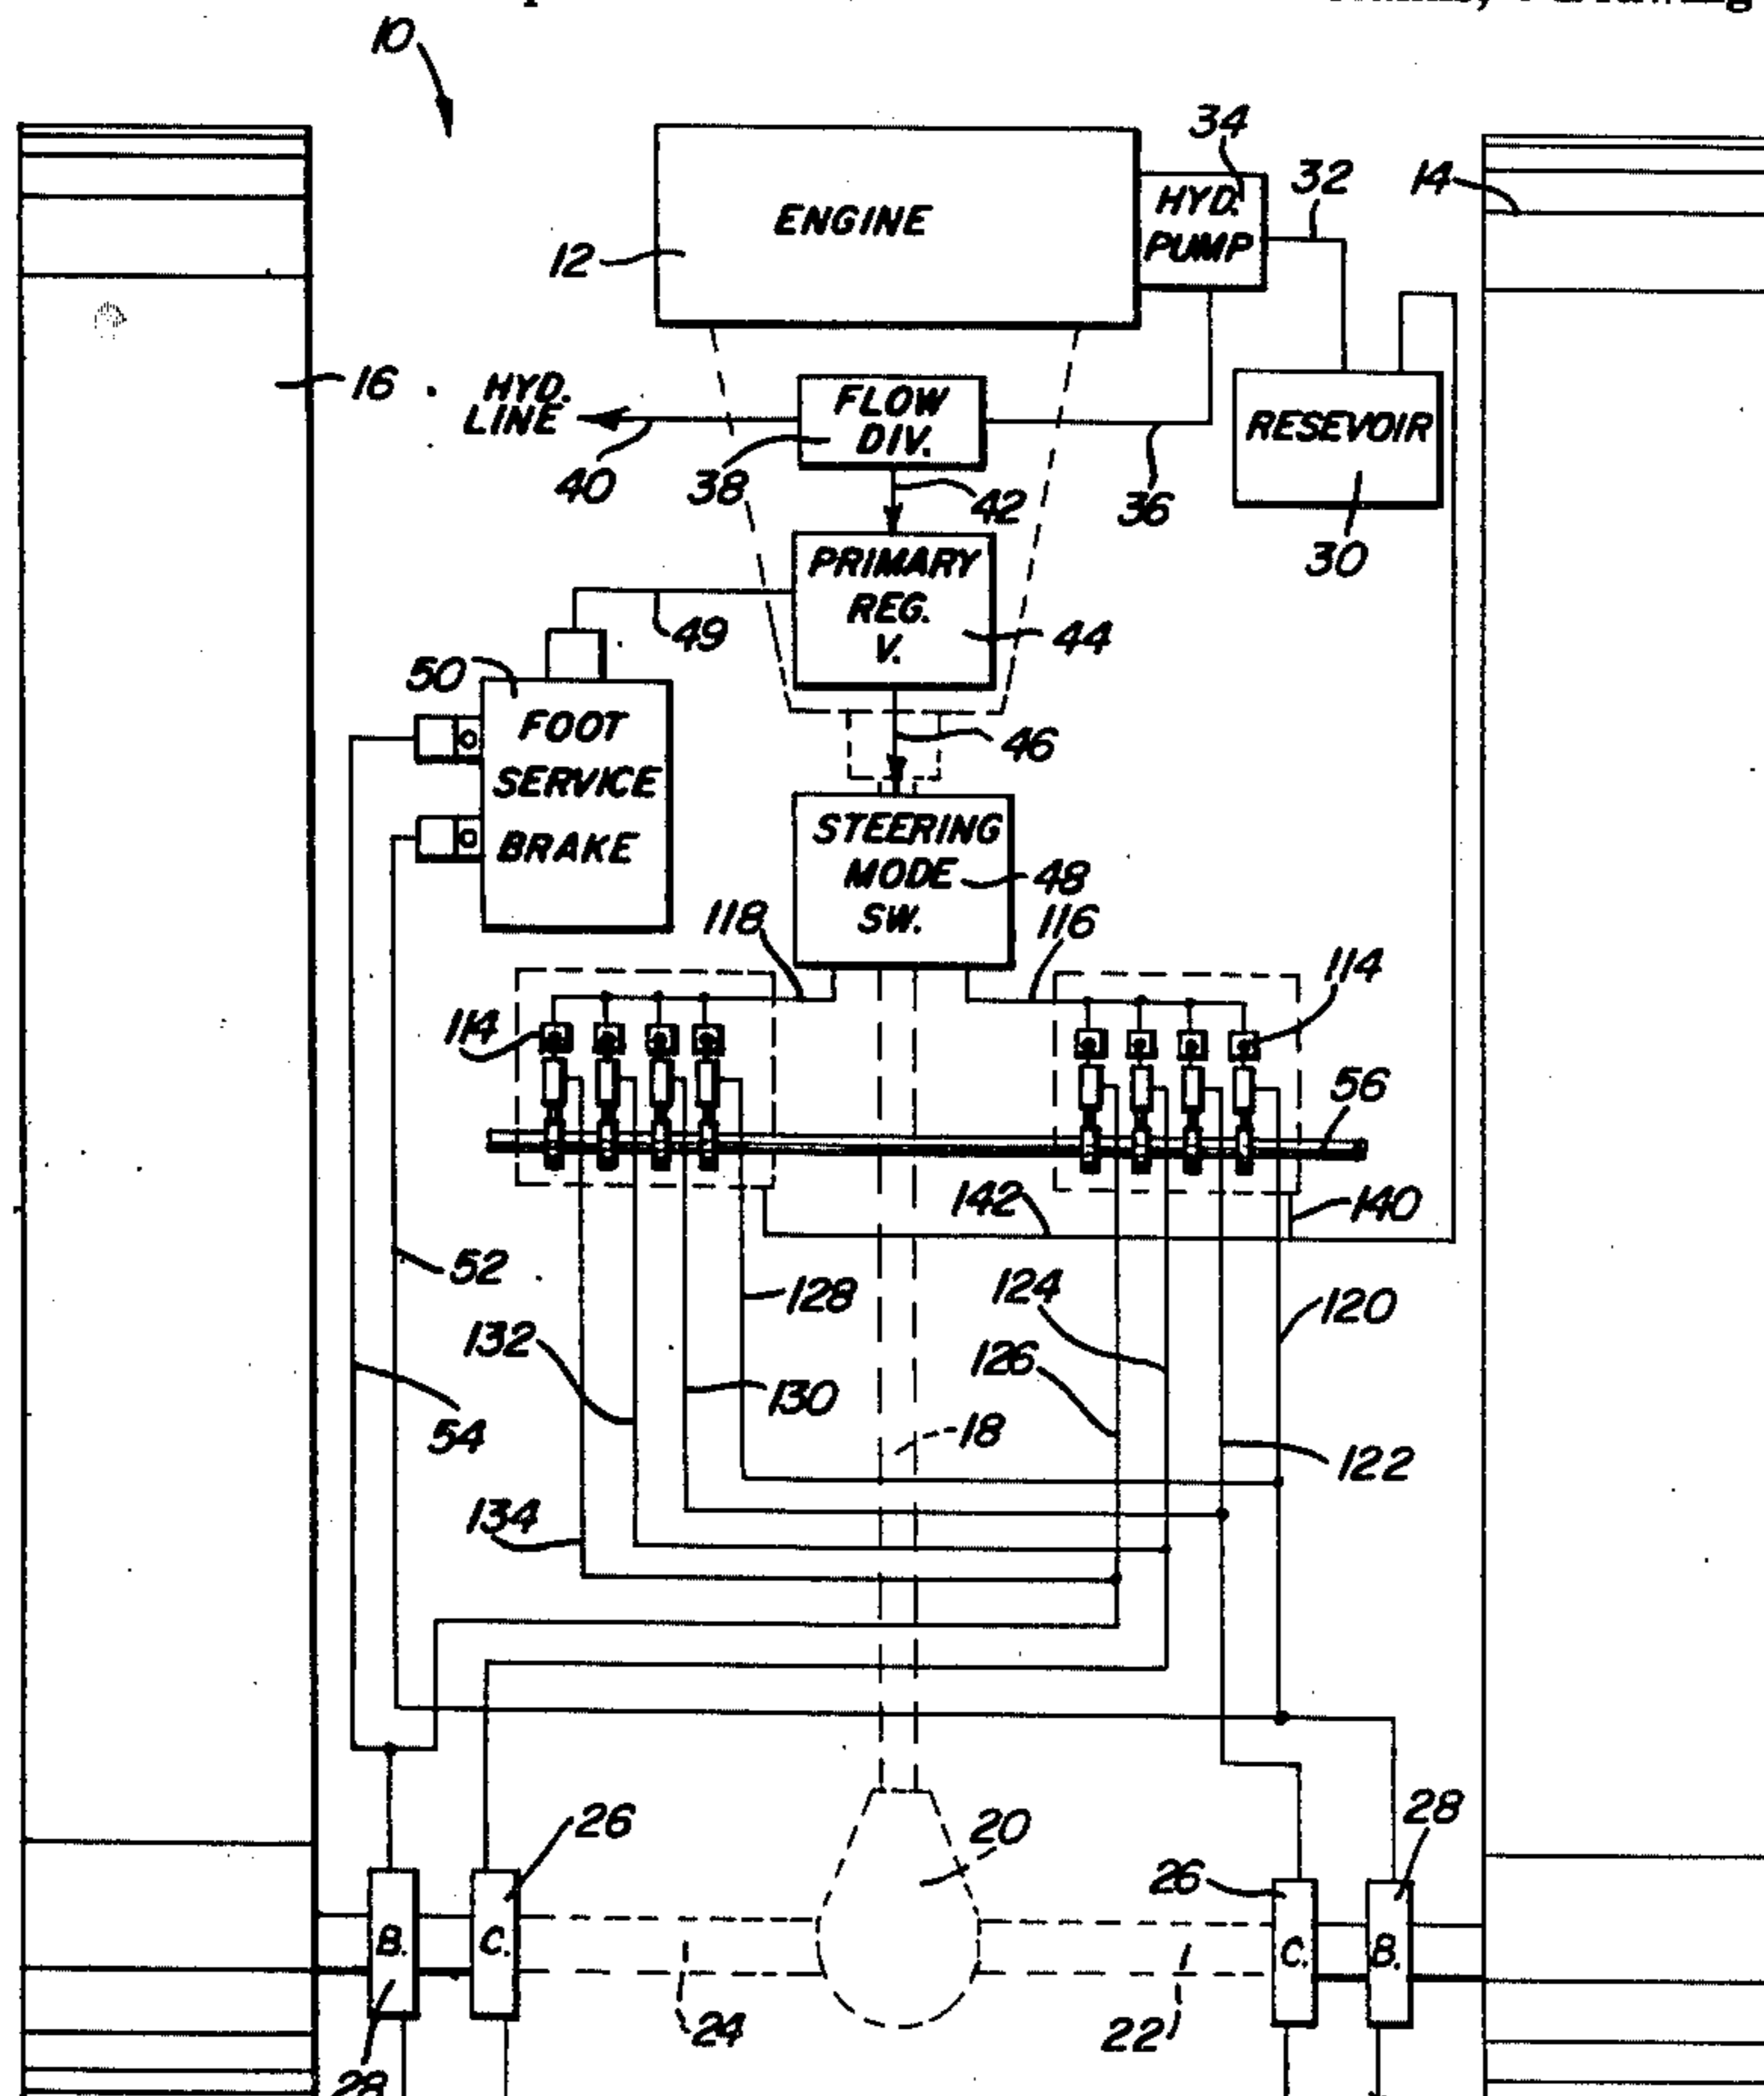 10
34
HYD.
PUMP
32
14
ENGINE
12
16
HYD.
LINE
FLOW
DIV.
RESEVOIR
40
38
42
36
30
PRIMARY
REG.
V.
49
44
50
FOOT
SERVICE
BRAKE
46
STEERING
MODE
SW.
48
118
116
114
114
56
142
140
52
128
124
120
132
126
130
54
18
122
134
26
20
28
26
B.
C.
C.
B.
24
22
28